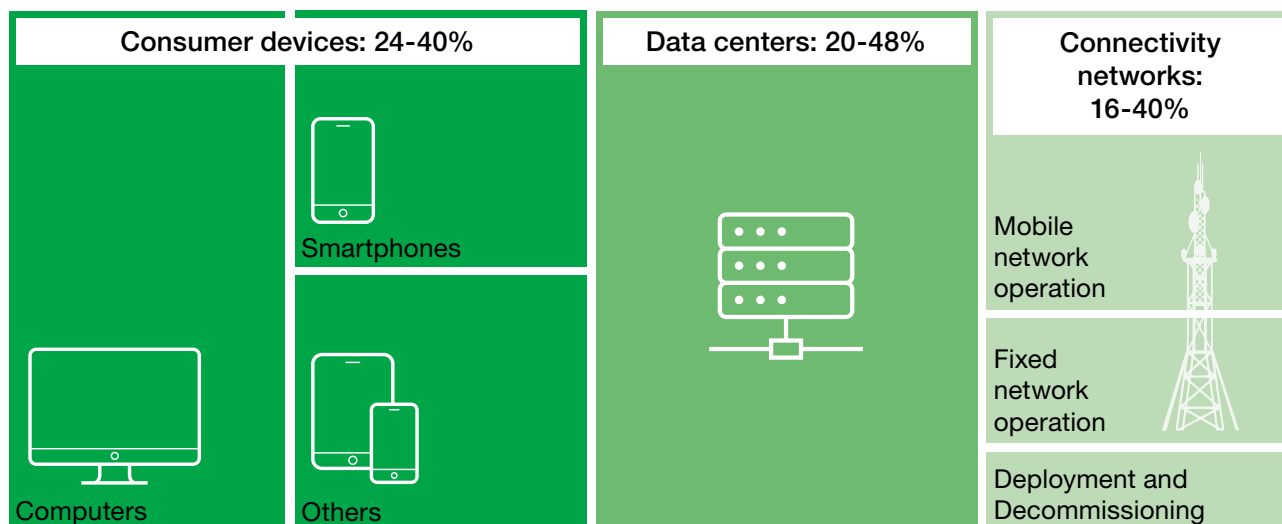 Consumer devices: 24-40%
Smartphones
Computers
Others
Data centers: 20-48%
Connectivity
networks:
16-40%
Mobile
network
operation
Fixed
network
operation
Deployment and
Decommissioning